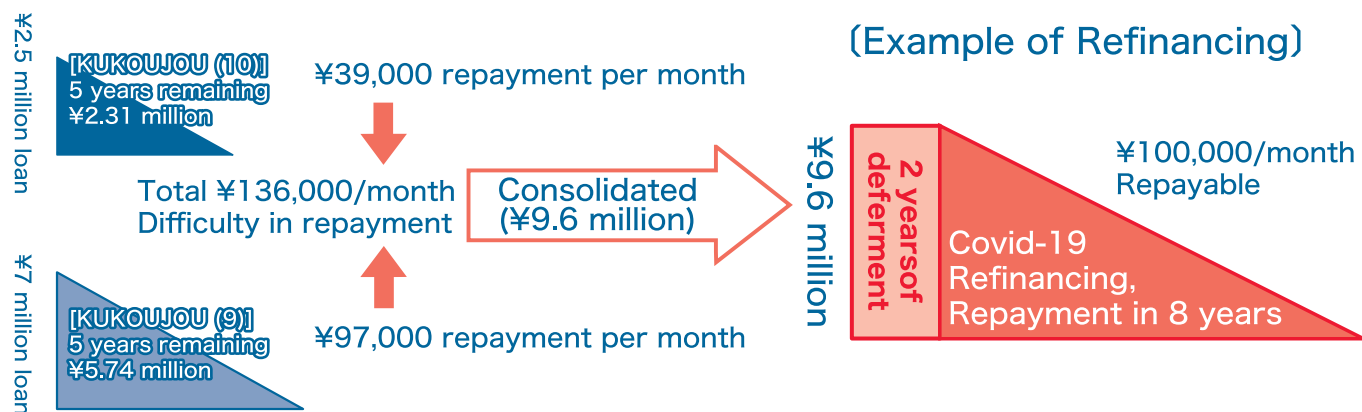 〔Example of Refinancing〕
¥2.5 million loan
[KUKOUJOU (10)]
5 years remaining
¥2.31 million
¥39,000 repayment per month
Total ¥136,000/month
Difficulty in repayment
Consolidated
(¥9.6 million)
¥7 million loan
[KUKOUJOU (9)]
5 years remaining
¥5.74 million
¥97,000 repayment per month
¥9.6 million
2 yearsof
deferment
¥100,000/month
Repayable
Covid-19
Refinancing,
Repayment in 8 years